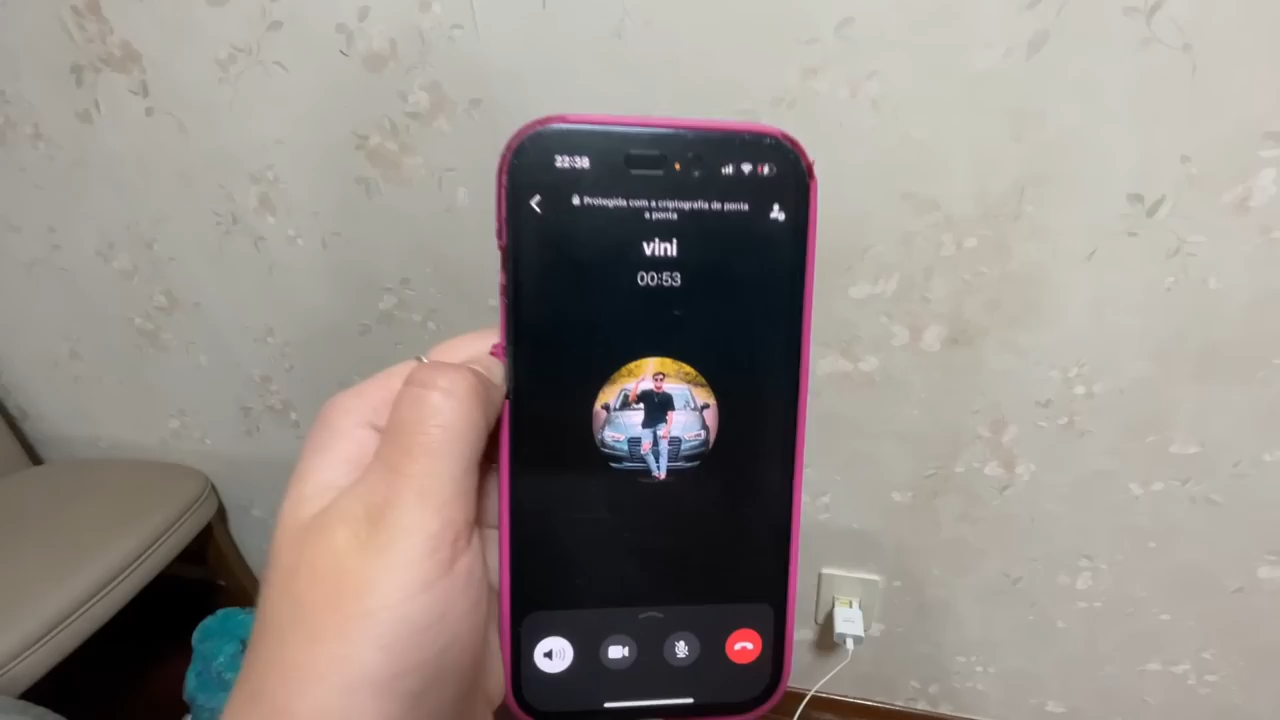 22:38
Protegida com a criptografia de ponta
a ponta
vini
00:53